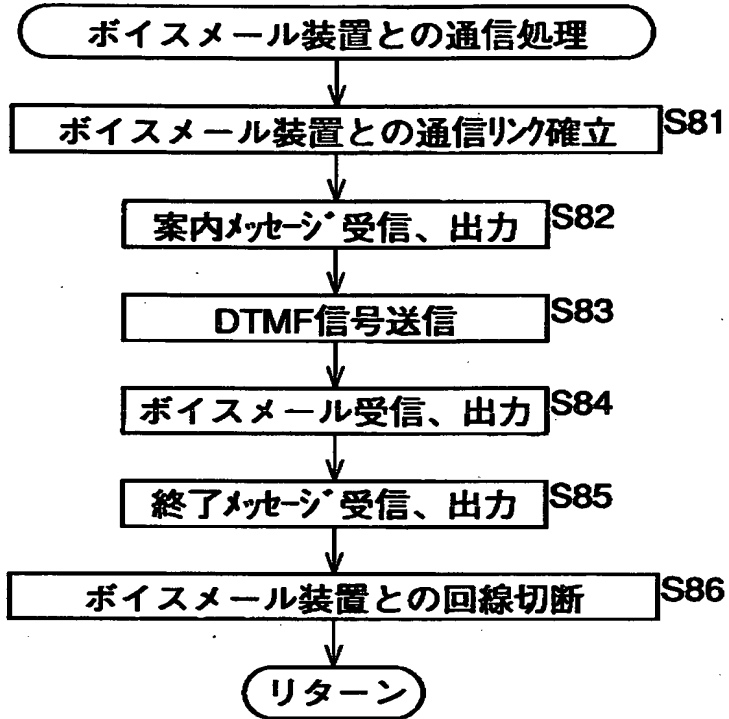 ボイスメール装置との通信処理
ボイスメール装置との通信ﾘﾝｸ確立 S81
案内ﾒｯｾｰｼﾞ受信、出力 S82
DTMF信号送信 S83
ボイスメール受信、出力 S84
終了ﾒｯｾｰｼﾞ受信、出力 S85
ボイスメール装置との回線切断 S86
リターン